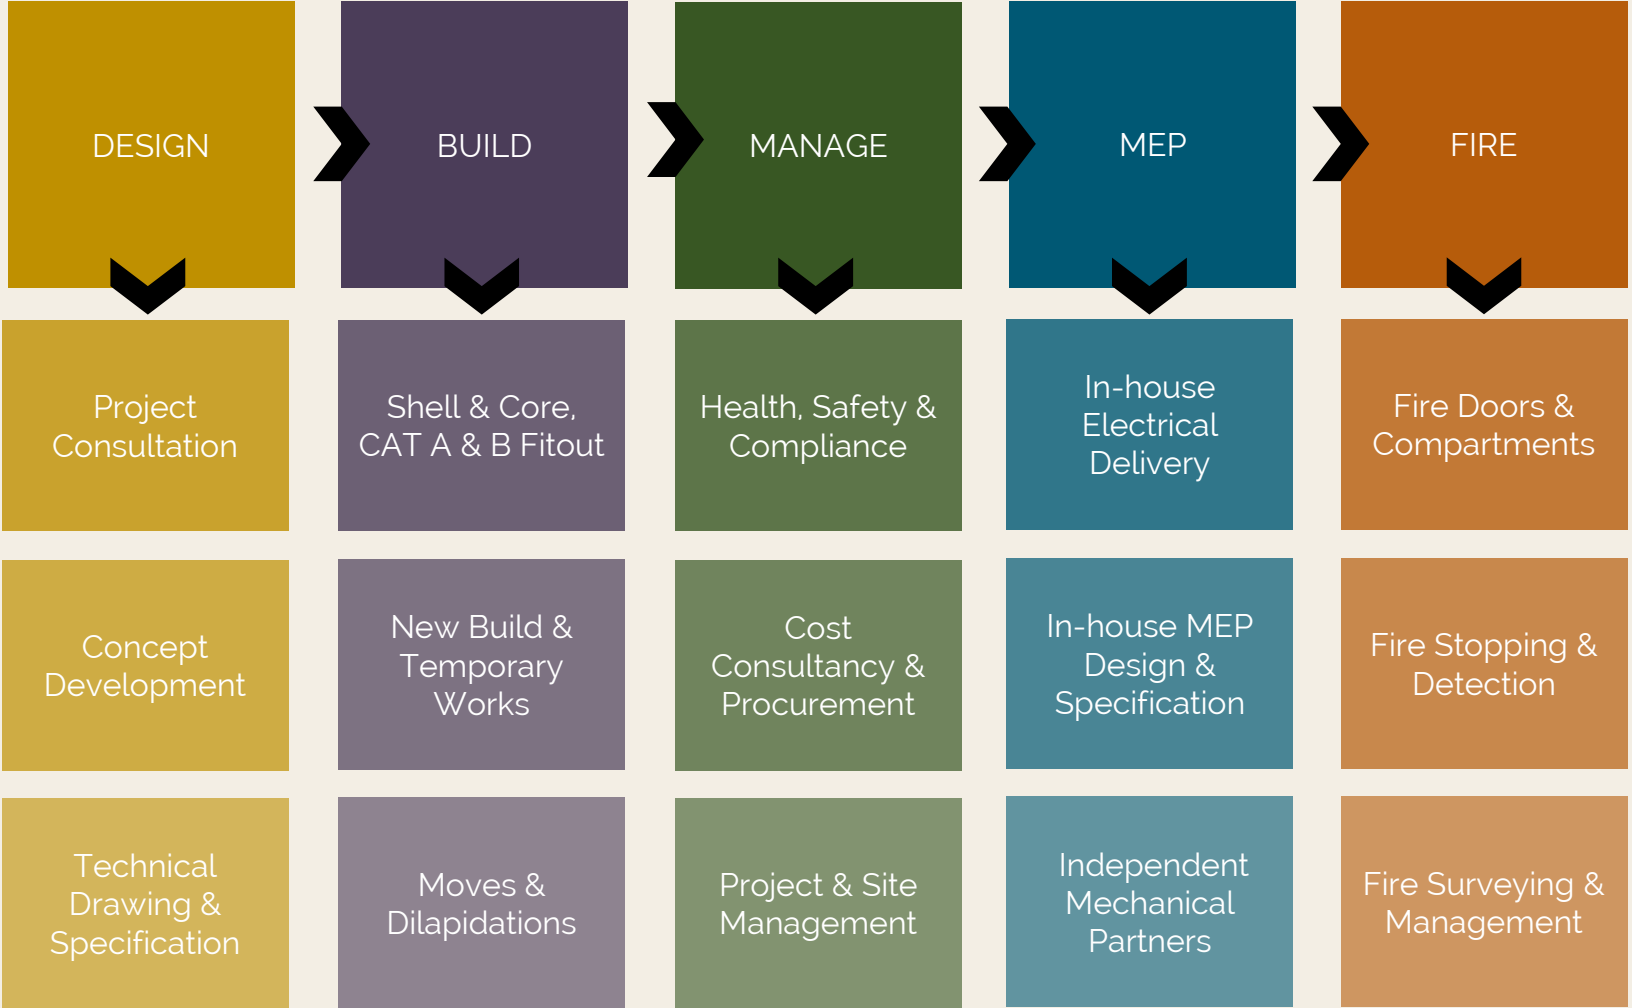 DESIGN
BUILD
MANAGE
MEP
FIRE
Project
Consultation
Shell & Core,
CAT A & B Fitout
Health, Safety &
Compliance
In-house
Electrical
Delivery
Fire Doors &
Compartments
Concept
Development
New Build &
Temporary
Works
Cost
Consultancy &
Procurement
In-house MEP
Design &
Specification
Fire Stopping &
Detection
Technical
Drawing &
Specification
Moves &
Dilapidations
Project & Site
Management
Independent
Mechanical
Partners
Fire Surveying &
Management